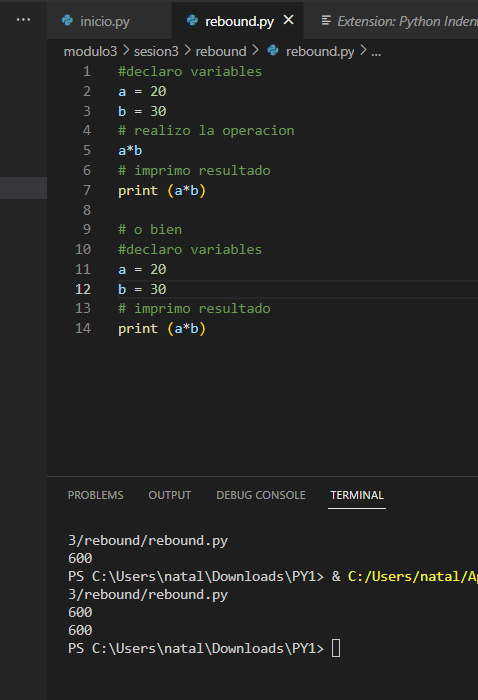 ··· inicio.py rebound.py × Extension: Python Inden
modulo3 > sesion3 > rebound > rebound.py > ...
1 #declaro variables
2 a = 20
3 b = 30
4 # realizo la operacion
5 a*b
6 # imprimo resultado
7 print (a*b)
8
9 # o bien
10 #declaro variables
11 a = 20
12 b = 30
13 # imprimo resultado
14 print (a*b)
PROBLEMS OUTPUT DEBUG CONSOLE TERMINAL
3/rebound/rebound.py
600
PS C:\Users\natal\Downloads\PY1> & C:/Users/natal/Ap
3/rebound/rebound.py
600
600
PS C:\Users\natal\Downloads\PY1>